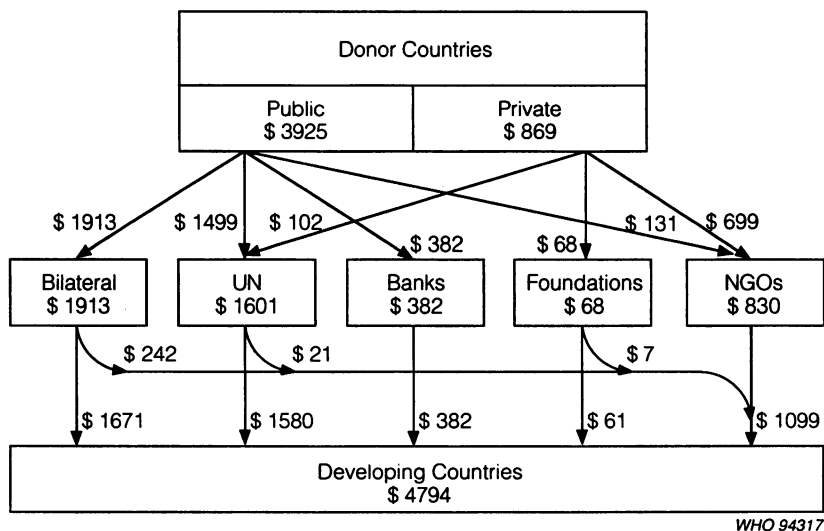 Donor Countries
Public
$ 3925
Private
$ 869
$ 1913
$ 1499
$ 102
$ 382
$ 68
$ 131
$ 699
Bilateral
$ 1913
UN
$ 1601
Banks
$ 382
Foundations
$ 68
NGOs
$ 830
$ 242
$ 21
$ 7
$ 1671
$ 1580
$ 382
$ 61
$ 1099
Developing Countries
$ 4794
WHO 94317